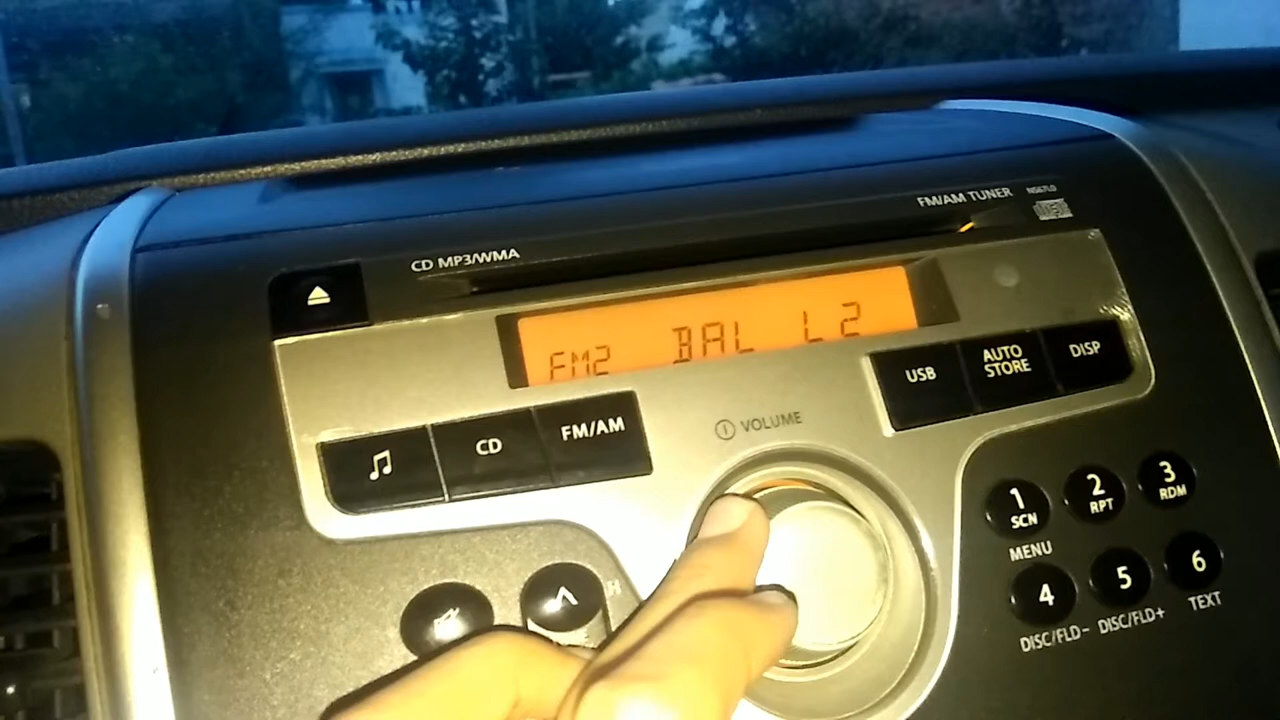 FM/AM TUNER
CD MP3/WMA
FM2 BAL L 2
USB
AUTO
STORE
DISP
CD
FM/AM
VOLUME
1
SCN
2
RPT
3
RDM
MENU
4
5
6
DISC/FLD-
DISC/FLD+
TEXT